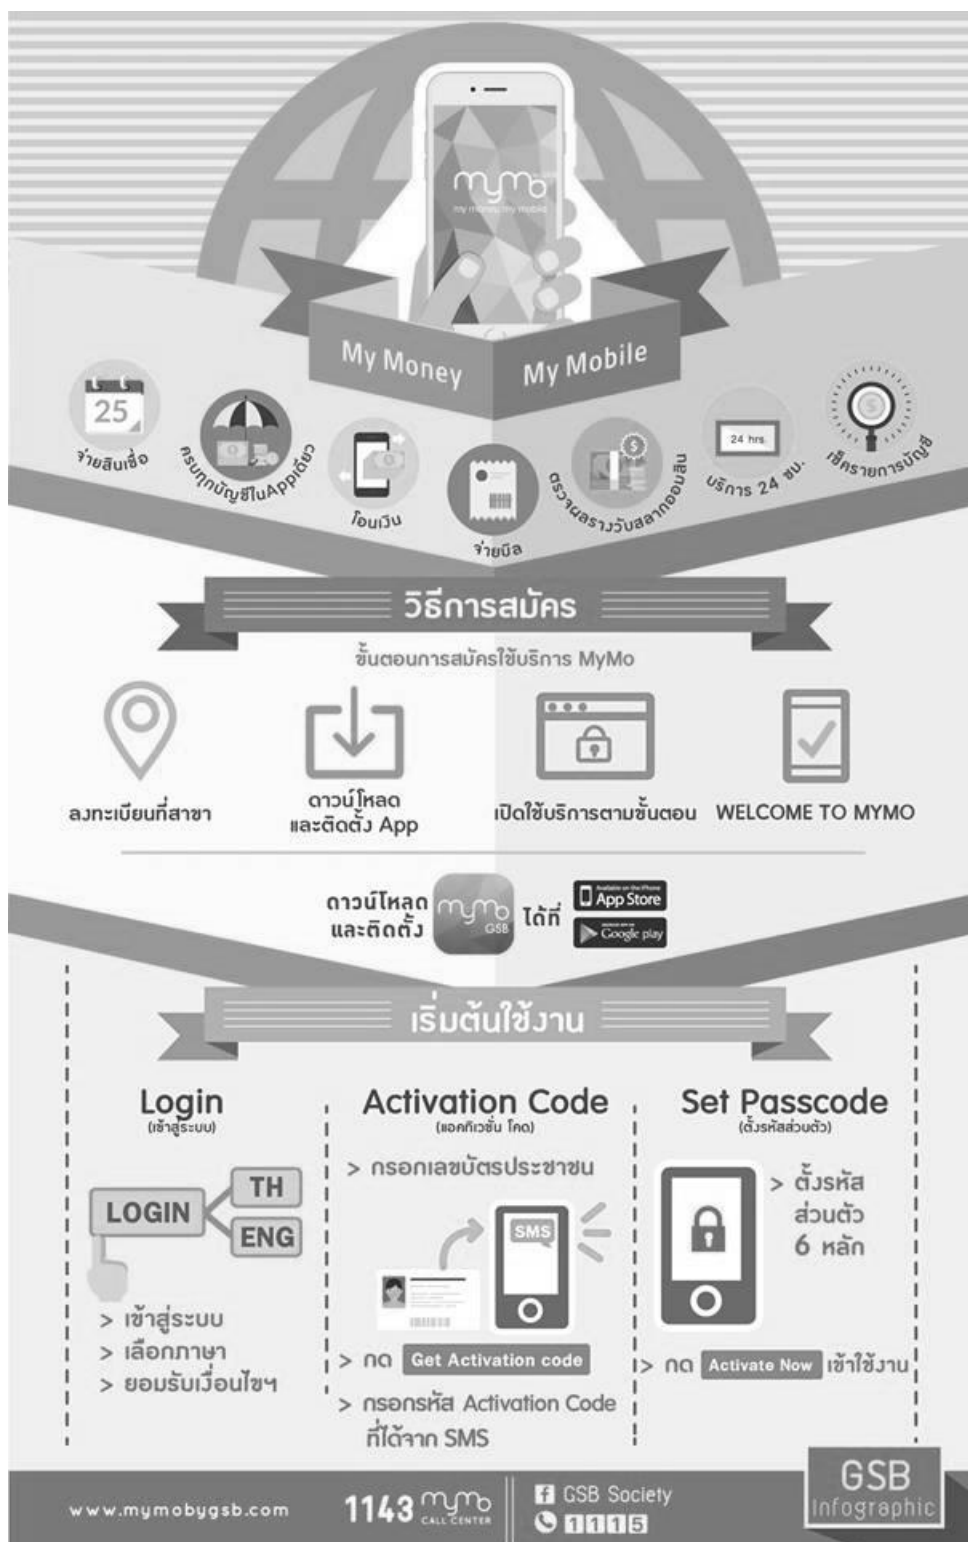 mymo
my money my mobile
My Money
My Mobile
25
จ่ายสินเชื่อ
ครบทุกบัญชีในAppเดียว
โอนเงิน
จ่ายบิล
ตรวจผลรางวัลสลากออมสิน
24 hrs.
บริการ 24 ชม.
เช็ครายการบัญชี
วิธีการสมัคร
ขั้นตอนการสมัครใช้บริการ MyMo
ลงทะเบียนที่สาขา
ดาวน์โหลด
และติดตั้ง App
เปิดใช้บริการตามขั้นตอน
WELCOME TO MYMO
ดาวน์โหลด
และติดตั้ง
mymo
GSB
ได้ที่
Available on the iPhone
App Store
Google play
เริ่มต้นใช้งาน
Login
(เข้าสู่ระบบ)
LOGIN
TH
ENG
> เข้าสู่ระบบ
> เลือกภาษา
> ยอมรับเงื่อนไขฯ
Activation Code
(แอคทิเวชั่น โคด)
> กรอกเลขบัตรประชาชน
SMS
> กด Get Activation code
> กรอกรหัส Activation Code
ที่ได้จาก SMS
Set Passcode
(ตั้งรหัสส่วนตัว)
> ตั้งรหัส
ส่วนตัว
6 หลัก
> กด Activate Now เข้าใช้งาน
www.mymobygsb.com
1143 mymo
CALL CENTER
f GSB Society
1115
GSB
Infographic